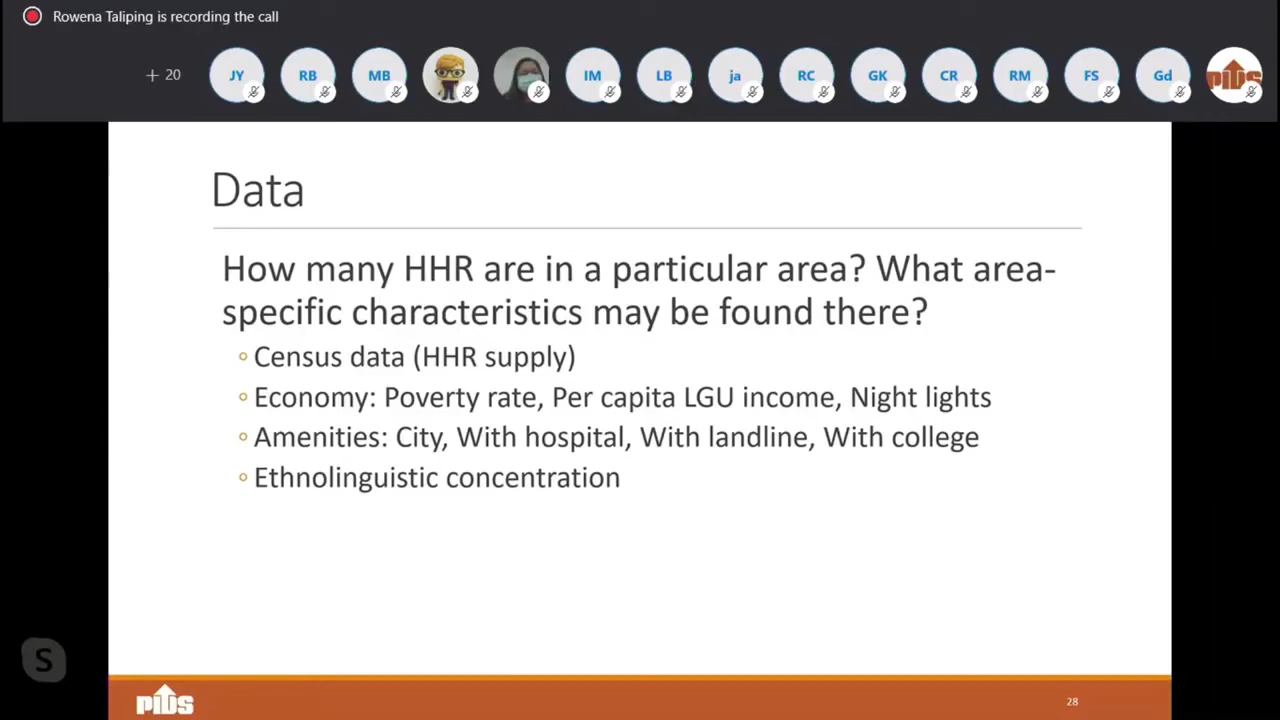 Rowena Taliping is recording the call
+ 20
JY
RB
MB
IM
LB
ja
RC
GK
CR
RM
FS
Gd
pids
Data
How many HHR are in a particular area? What area-
specific characteristics may be found there?
◦ Census data (HHR supply)
◦ Economy: Poverty rate, Per capita LGU income, Night lights
◦ Amenities: City, With hospital, With landline, With college
◦ Ethnolinguistic concentration
S
pids
28